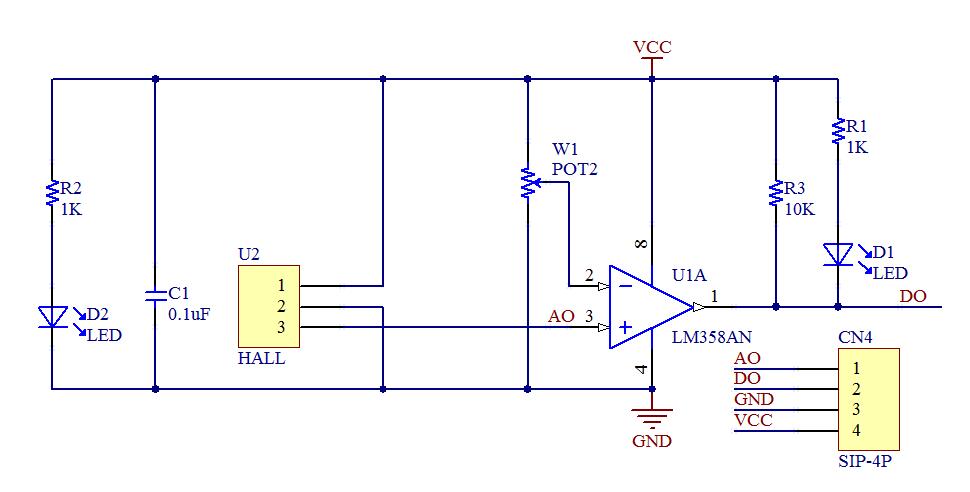 VCC
R1
1K
W1
POT2
R2
1K
R3
10K
8
U2
D1
LED
2
U1A
1
C1
0.1uF
1
2
3
D2
LED
AO
3
DO
HALL
LM358AN
4
CN4
AO
1
DO
2
GND
3
VCC
4
GND
SIP-4P